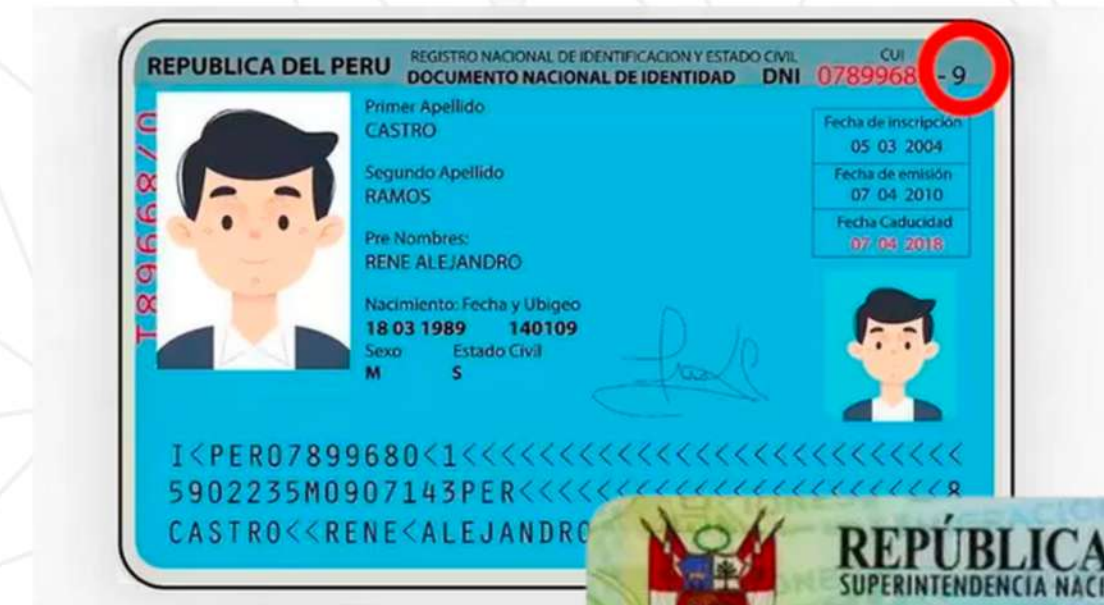 REPUBLICA DEL PERU
REGISTRO NACIONAL DE IDENTIFICACION Y ESTADO CIVIL
DOCUMENTO NACIONAL DE IDENTIDAD DNI
CUI
0789968 - 9
Primer Apellido
CASTRO
Segundo Apellido
RAMOS
Pre Nombres:
RENE ALEJANDRO
Nacimiento: Fecha y Ubigeo
18 03 1989 140109
Sexo Estado Civil
M S
Fecha de inscripción
05 03 2004
Fecha de emisión
07 04 2010
Fecha Caducidad
07 04 2018
I<PER07899680<1<<<<<<<<<<<<<<<<<<<<<<<<
5902235M0907143PER<<<<<<<<<<<<<<<<<<<8
CASTRO<<RENE<ALEJANDRO
REPÚBLICA
SUPERINTENDENCIA NACI